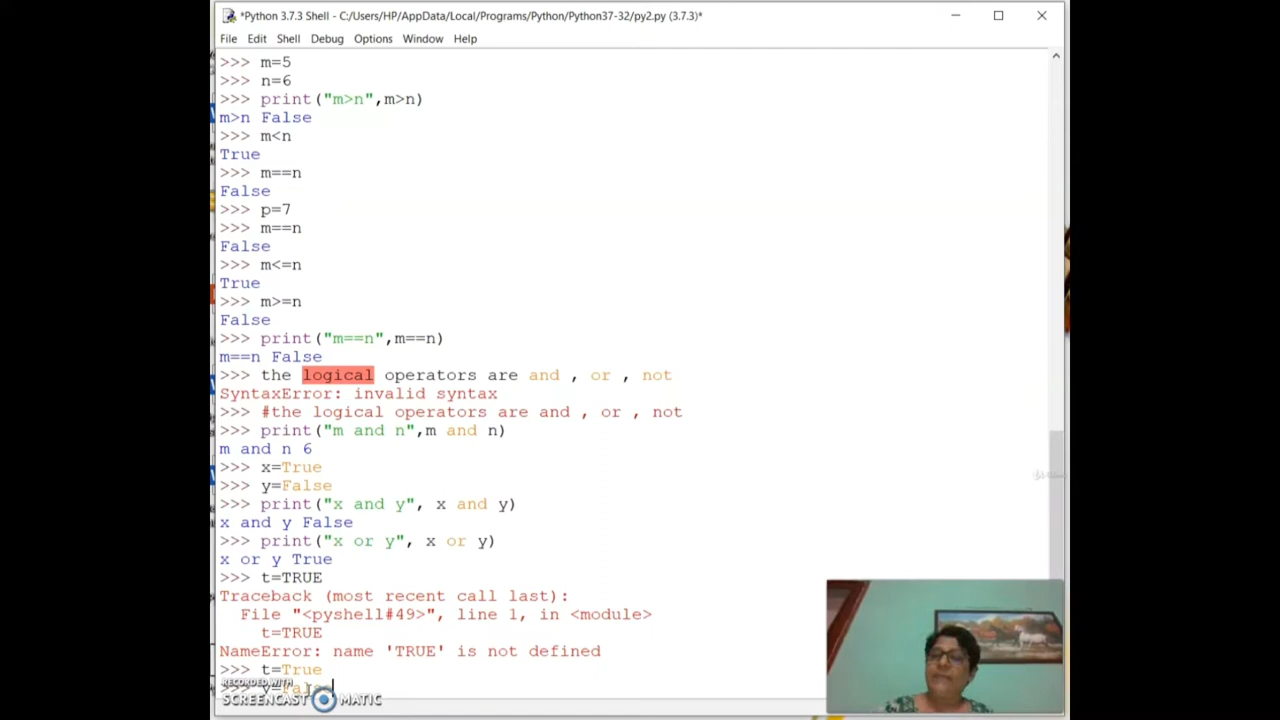 *Python 3.7.3 Shell - C:/Users/HP/AppData/Local/Programs/Python/Python37-32/py2.py (3.7.3)*
File Edit Shell Debug Options Window Help
>>> m=5
>>> n=6
>>> print("m>n",m>n)
m>n False
>>> m<n
True
>>> m==n
False
>>> p=7
>>> m==n
False
>>> m<=n
True
>>> m>=n
False
>>> print("m==n",m==n)
m==n False
>>> the logical operators are and , or , not
SyntaxError: invalid syntax
>>> #the logical operators are and , or , not
>>> print("m and n",m and n)
m and n 6
>>> x=True
>>> y=False
>>> print("x and y", x and y)
x and y False
>>> print("x or y", x or y)
x or y True
>>> t=TRUE
Traceback (most recent call last):
File "<pyshell#49>", line 1, in <module>
t=TRUE
NameError: name 'TRUE' is not defined
>>> t=True
RECORDED WITH
>>> y=False
SCREENCAST MATIC